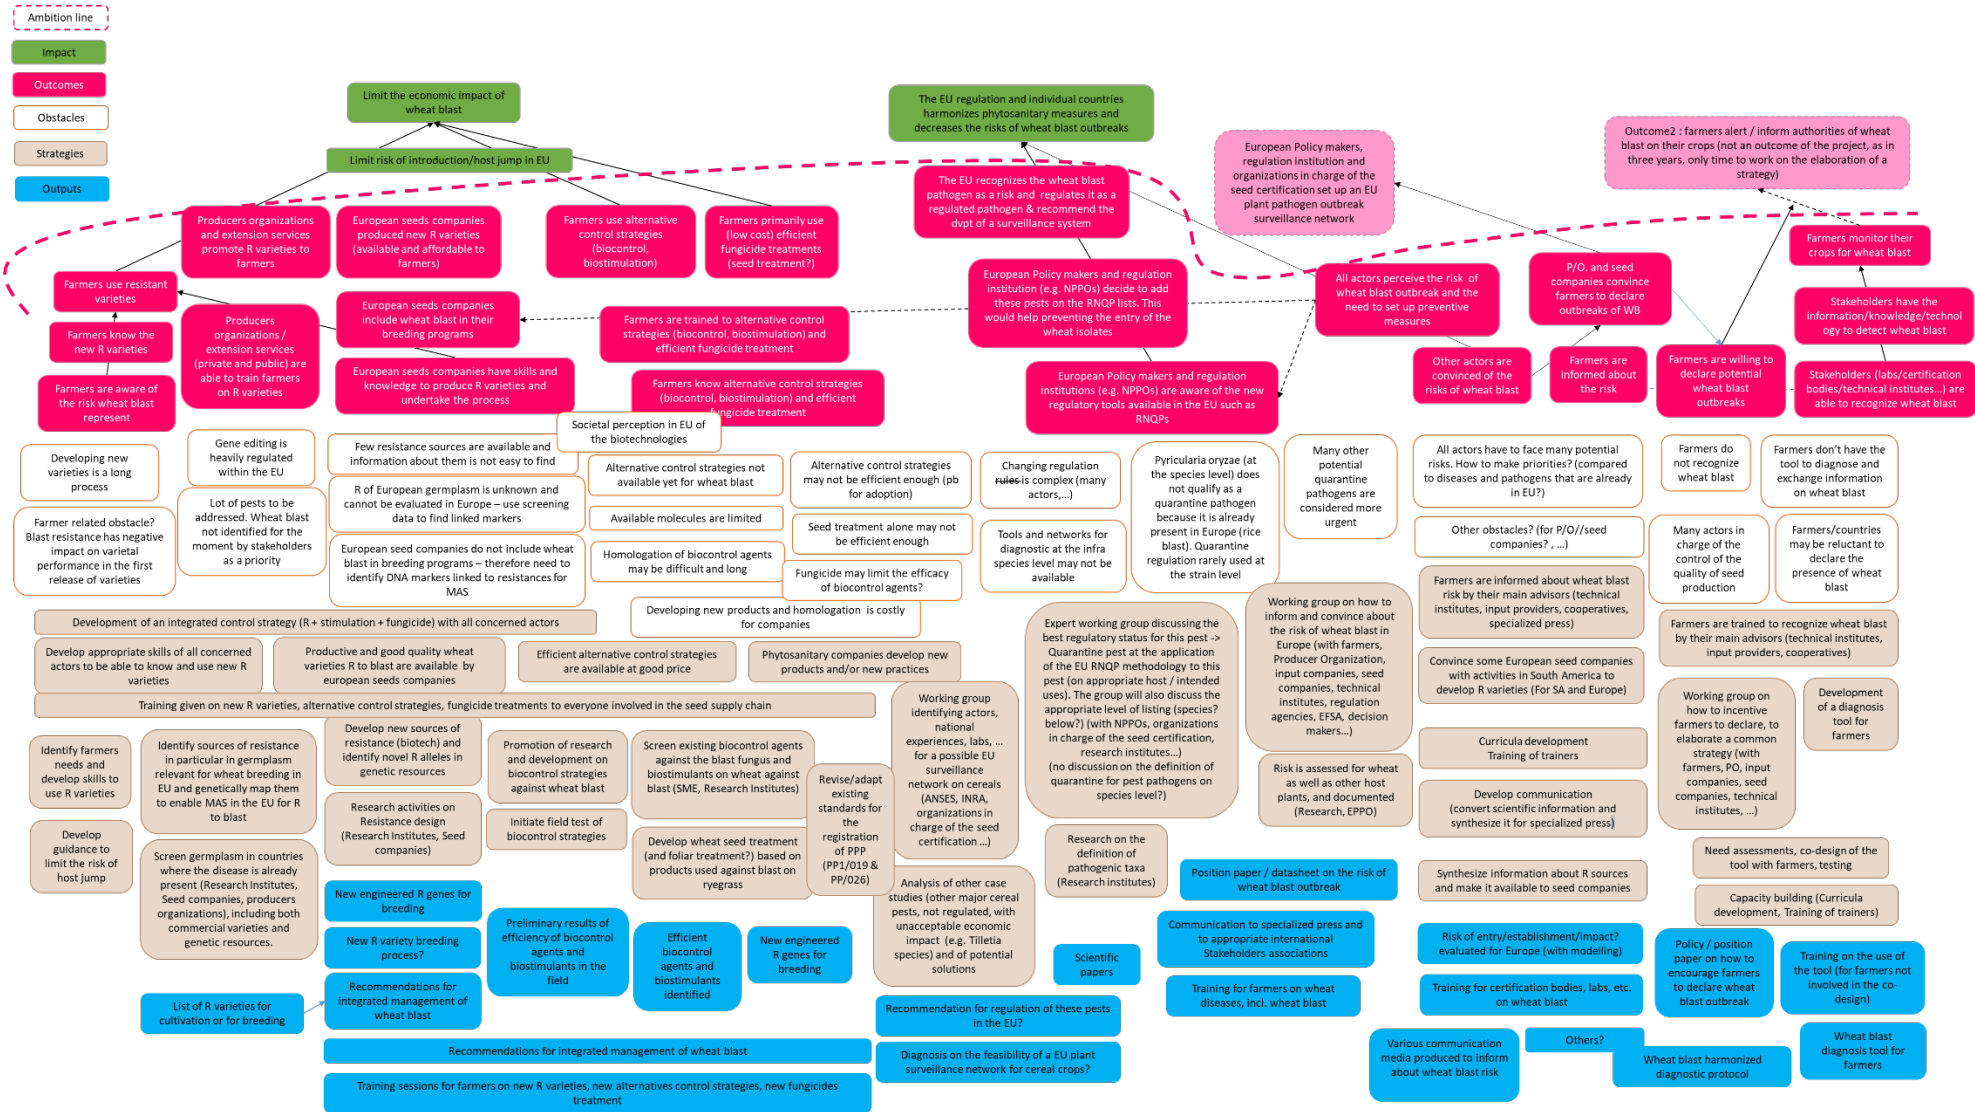 Ambition line
Impact
Outcomes
Obstacles
Strategies
Outputs
Limit the economic impact of
wheat blast
Limit risk of introduction/host jump in EU
The EU regulation and individual countries
harmonizes phytosanitary measures and
decreases the risks of wheat blast outbreaks
European Policy makers,
regulation institution and
organizations in charge of the
seed certification set up an EU
plant pathogen outbreak
surveillance network
Outcome2 : farmers alert / inform authorities of wheat
blast on their crops (not an outcome of the project, as in
three years, only time to work on the elaboration of a
strategy)
Producers organizations
and extension services
promote R varieties to
farmers
European seeds companies
produced new R varieties
(available and affordable to
farmers)
Farmers use alternative
control strategies
(biocontrol,
biostimulation)
Farmers primarily use
(low cost) efficient
fungicide treatments
(seed treatment?)
The EU recognizes the wheat blast
pathogen as a risk and regulates it as a
regulated pathogen & recommend the
dvpt of a surveillance system
Farmers monitor their
crops for wheat blast
Farmers use resistant
varieties
European Policy makers and regulation
institution (e.g. NPPOs) decide to add
these pests on the RNQP lists. This
would help preventing the entry of the
wheat isolates
All actors perceive the risk of
wheat blast outbreak and the
need to set up preventive
measures
P/O. and seed
companies convince
farmers to declare
outbreaks of WB
Stakeholders have the
information/knowledge/technol
ogy to detect wheat blast
Farmers know the
new R varieties
Producers
organizations /
extension services
(private and public) are
able to train farmers
on R varieties
European seeds companies
include wheat blast in their
breeding programs
Farmers are trained to alternative control
strategies (biocontrol, biostimulation) and
efficient fungicide treatment
Farmers are aware of
the risk wheat blast
represent
European seeds companies have skills and
knowledge to produce R varieties and
undertake the process
Farmers know alternative control strategies
(biocontrol, biostimulation) and efficient
fungicide treatment
European Policy makers and regulation
institutions (e.g. NPPOs) are aware of the new
regulatory tools available in the EU such as
RNQPs
Other actors are
convinced of the
risks of wheat blast
Farmers are
informed about
the risk
Farmers are willing to
declare potential
wheat blast
outbreaks
Stakeholders (labs/certification
bodies/technical institutes...) are
able to recognize wheat blast
Developing new
varieties is a long
process
Gene editing is
heavily regulated
within the EU
Few resistance sources are available and
information about them is not easy to find
Societal perception in EU of
the biotechnologies
Alternative control strategies not
available yet for wheat blast
Alternative control strategies
may not be efficient enough (pb
for adoption)
Changing regulation
rules is complex (many
actors,...)
Pyricularia oryzae (at
the species level) does
not qualify as a
quarantine pathogen
because it is already
present in Europe (rice
blast). Quarantine
regulation rarely used at
the strain level
Many other
potential
quarantine
pathogens are
considered more
urgent
All actors have to face many potential
risks. How to make priorities? (compared
to diseases and pathogens that are already
in EU?)
Farmers do
not recognize
wheat blast
Farmers don't have the
tool to diagnose and
exchange information
on wheat blast
Farmer related obstacle?
Blast resistance has negative
impact on varietal
performance in the first
release of varieties
Lot of pests to be
addressed. Wheat blast
not identified for the
moment by stakeholders
as a priority
R of European germplasm is unknown and
cannot be evaluated in Europe – use screening
data to find linked markers
Available molecules are limited
Seed treatment alone may not
be efficient enough
Tools and networks for
diagnostic at the infra
species level may not be
available
Other obstacles? (for P/O//seed
companies? , ...)
Many actors in
charge of the
control of the
quality of seed
production
Farmers/countries
may be reluctant to
declare the
presence of wheat
blast
European seed companies do not include wheat
blast in breeding programs – therefore need to
identify DNA markers linked to resistances for
MAS
Homologation of biocontrol agents
may be difficult and long
Fungicide may limit the efficacy
of biocontrol agents?
Developing new products and homologation is costly
for companies
Development of an integrated control strategy (R + stimulation + fungicide) with all concerned actors
Develop appropriate skills of all concerned
actors to be able to know and use new R
varieties
Productive and good quality wheat
varieties R to blast are available by
european seeds companies
Efficient alternative control strategies
are available at good price
Phytosanitary companies develop new
products and/or new practices
Training given on new R varieties, alternative control strategies, fungicide treatments to everyone involved in the seed supply chain
Expert working group discussing the
best regulatory status for this pest ->
Quarantine pest at the application
of the EU RNQP methodology to this
pest (on appropriate host / intended
uses). The group will also discuss the
appropriate level of listing (species?
below?) (with NPPOs, organizations
in charge of the seed certification,
research institutes...)
(no discussion on the definition of
quarantine for pest pathogens on
species level?)
Working group on how to
inform and convince about
the risk of wheat blast in
Europe (with farmers,
Producer Organization,
input companies, seed
companies, technical
institutes, regulation
agencies, EFSA, decision
makers...)
Farmers are informed about wheat blast
risk by their main advisors (technical
institutes, input providers, cooperatives,
specialized press)
Farmers are trained to recognize wheat blast
by their main advisors (technical institutes,
input providers, cooperatives)
Convince some European seed companies
with activities in South America to
develop R varieties (For SA and Europe)
Working group on
how to incentive
farmers to declare, to
elaborate a common
strategy (with
farmers, PO, input
companies, seed
companies, technical
institutes, ...)
Development
of a diagnosis
tool for
farmers
Identify farmers
needs and
develop skills to
use R varieties
Identify sources of resistance
in particular in germplasm
relevant for wheat breeding in
EU and genetically map them
to enable MAS in the EU for R
to blast
Develop new sources of
resistance (biotech) and
identify novel R alleles in
genetic resources
Promotion of research
and development on
biocontrol strategies
against wheat blast
Screen existing biocontrol agents
against the blast fungus and
biostimulants on wheat against
blast (SME, Research Institutes)
Revise/adapt
existing
standards for
the
registration
of PPP
(PP1/019 &
PP/026)
Working group
identifying actors,
national
experiences, labs, ...
for a possible EU
surveillance
network on cereals
(ANSES, INRA,
organizations in
charge of the seed
certification ...)
Curricula development
Training of trainers
Risk is assessed for wheat
as well as other host
plants, and documented
(Research, EPPO)
Develop communication
(convert scientific information and
synthesize it for specialized press)
Develop
guidance to
limit the risk of
host jump
Research activities on
Resistance design
(Research Institutes, Seed
companies)
Initiate field test of
biocontrol strategies
Develop wheat seed treatment
(and foliar treatment?) based on
products used against blast on
ryegrass
Screen germplasm in countries
where the disease is already
present (Research Institutes,
Seed companies, producers
organizations), including both
commercial varieties and
genetic resources.
Research on the
definition of
pathogenic taxa
(Research institutes)
Need assessments, co-design of the
tool with farmers, testing
Analysis of other case
studies (other major cereal
pests, not regulated, with
unacceptable economic
impact (e.g. Tilletia
species) and of potential
solutions
Position paper / datasheet on the risk of
wheat blast outbreak
Synthesize information about R sources
and make it available to seed companies
Capacity building (Curricula
development, Training of trainers)
New engineered R genes for
breeding
Preliminary results of
efficiency of biocontrol
agents and
biostimulants in the
field
Efficient
biocontrol
agents and
biostimulants
identified
New engineered
R genes for
breeding
Communication to specialized press and
to appropriate international
Stakeholders associations
Risk of entry/establishment/impact?
evaluated for Europe (with modelling)
Policy / position
paper on how to
encourage farmers
to declare wheat
blast outbreak
Training on the use of
the tool (for farmers not
involved in the co-
design)
New R variety breeding
process?
Scientific
papers
Recommendations for
integrated management of
wheat blast
List of R varieties for
cultivation or for breeding
Training for farmers on wheat
diseases, incl. wheat blast
Training for certification bodies, labs, etc.
on wheat blast
Recommendation for regulation of these pests
in the EU?
Recommendations for integrated management of wheat blast
Diagnosis on the feasibility of a EU plant
surveillance network for cereal crops?
Various communication
media produced to inform
about wheat blast risk
Others?
Wheat blast harmonized
diagnostic protocol
Wheat blast
diagnosis tool for
farmers
Training sessions for farmers on new R varieties, new alternatives control strategies, new fungicides
treatment